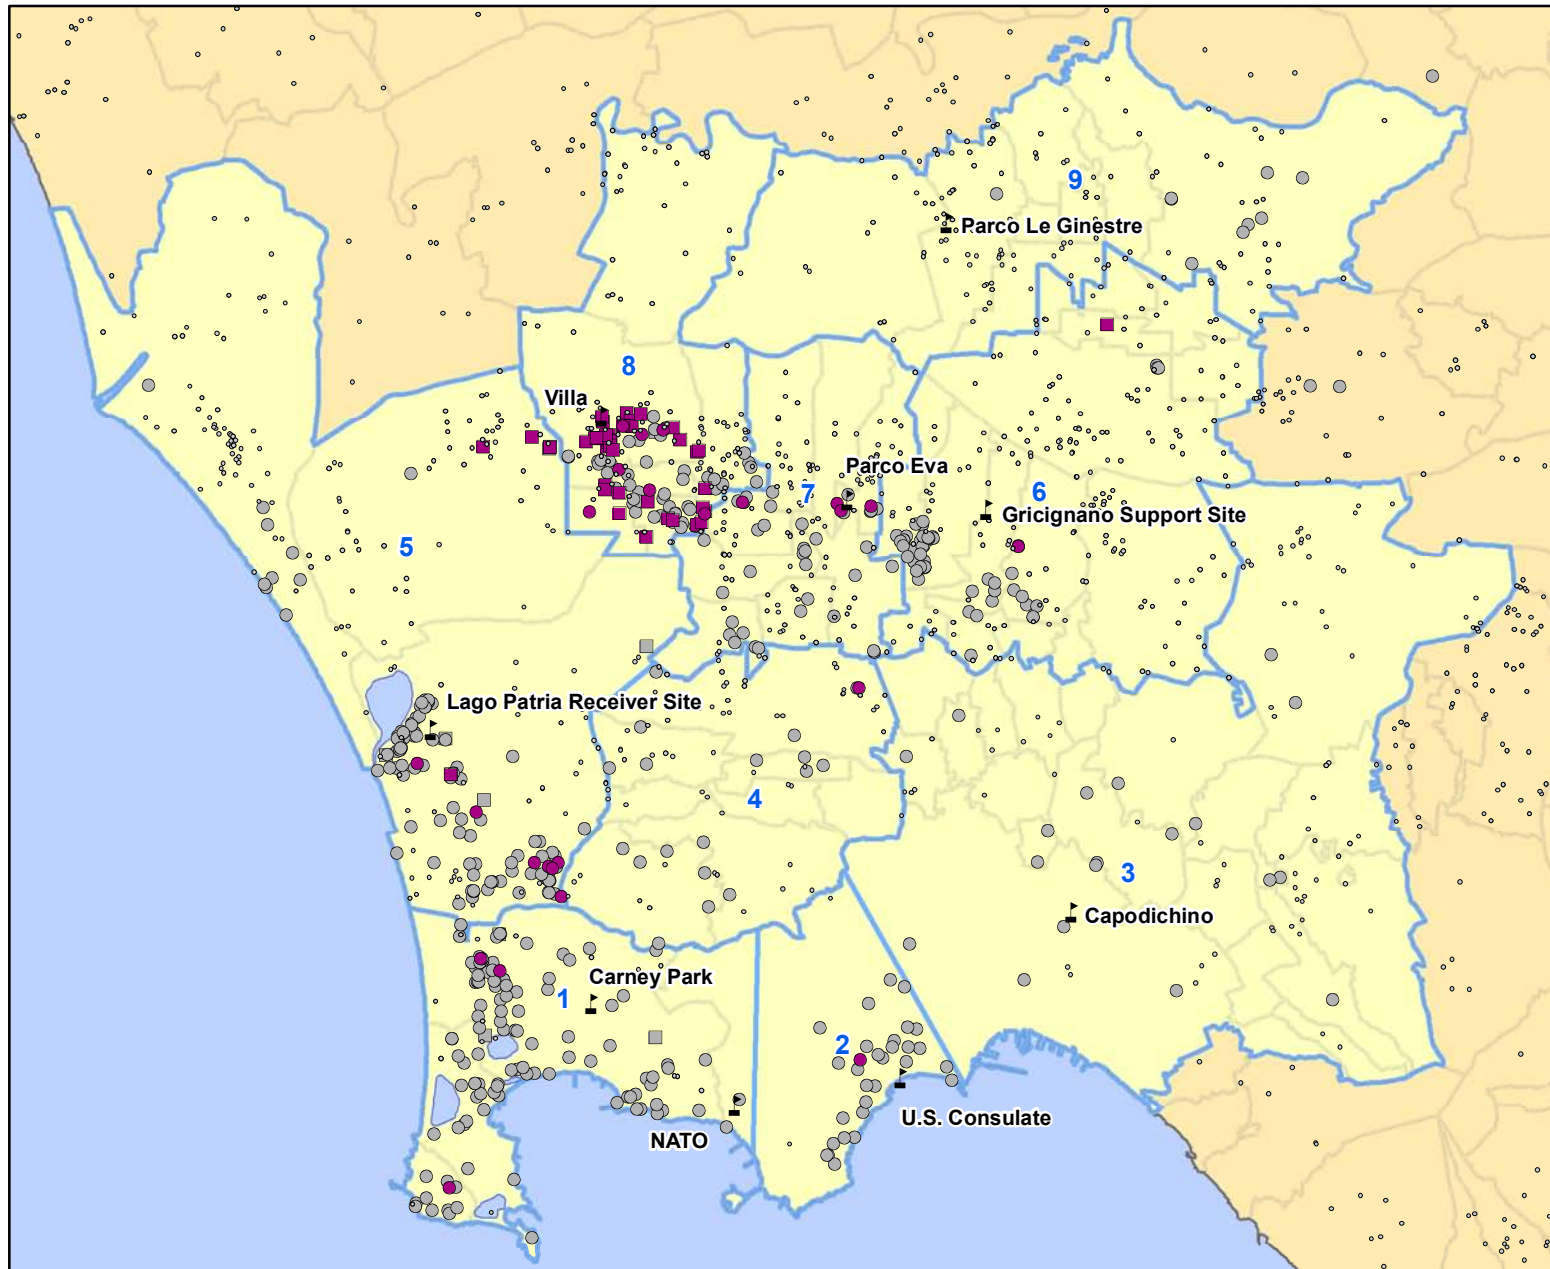 9
Parco Le Ginestre
8
Villa
Parco Eva
7
6
Gricignano Support Site
5
Lago Patria Receiver Site
4
3
Capodichino
Carney Park
1
2
U.S. Consulate
NATO